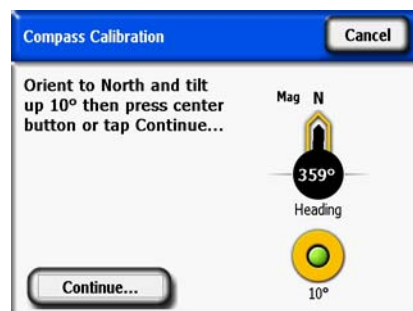 Compass Calibration
Cancel
Orient to North and tilt
up 10° then press center
button or tap Continue...
Mag N
359°
Heading
10°
Continue...